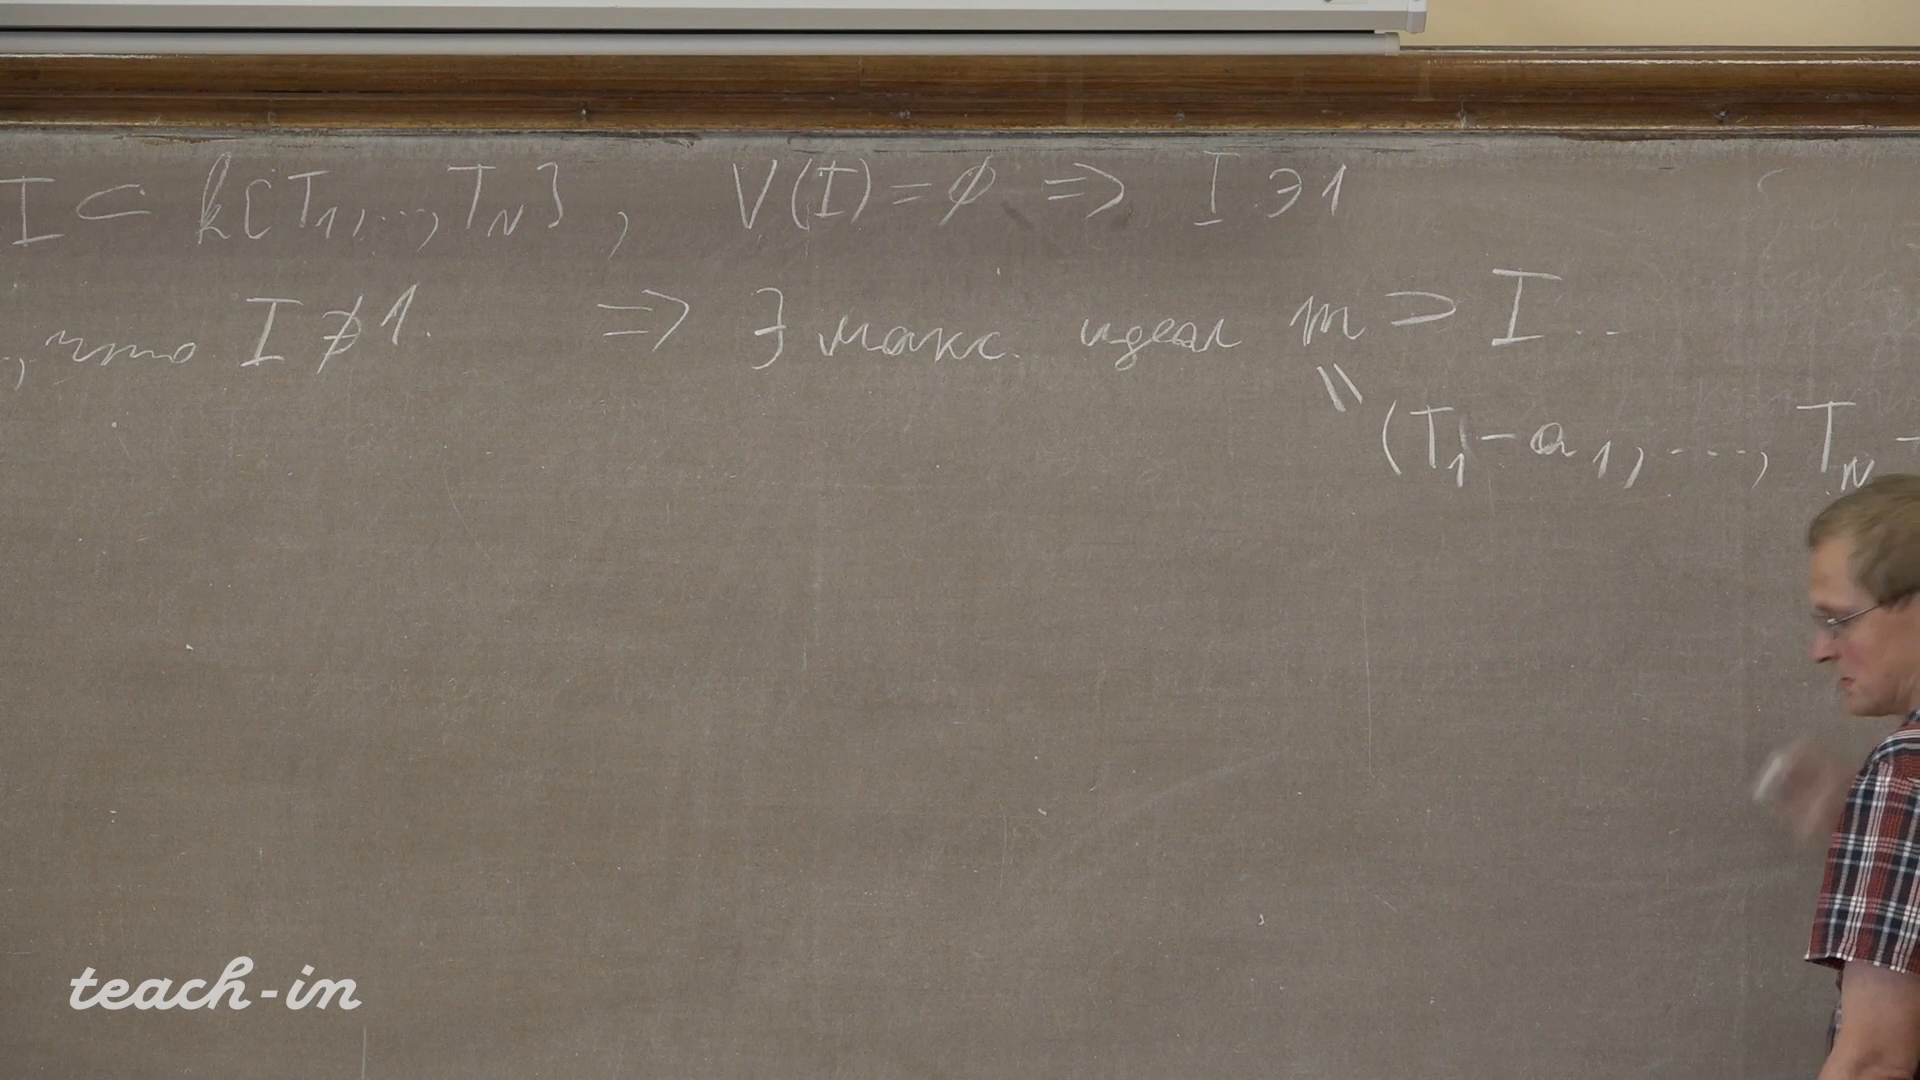 I ⊂ k[T₁,...,T_N], V(I) = ∅ ⇒ I ∋ 1
, что I ∌ 1. ⇒ ∃ макс. идеал m ⊃ I ..
\\
(T₁ - a₁, ..., T_N -
teach-in